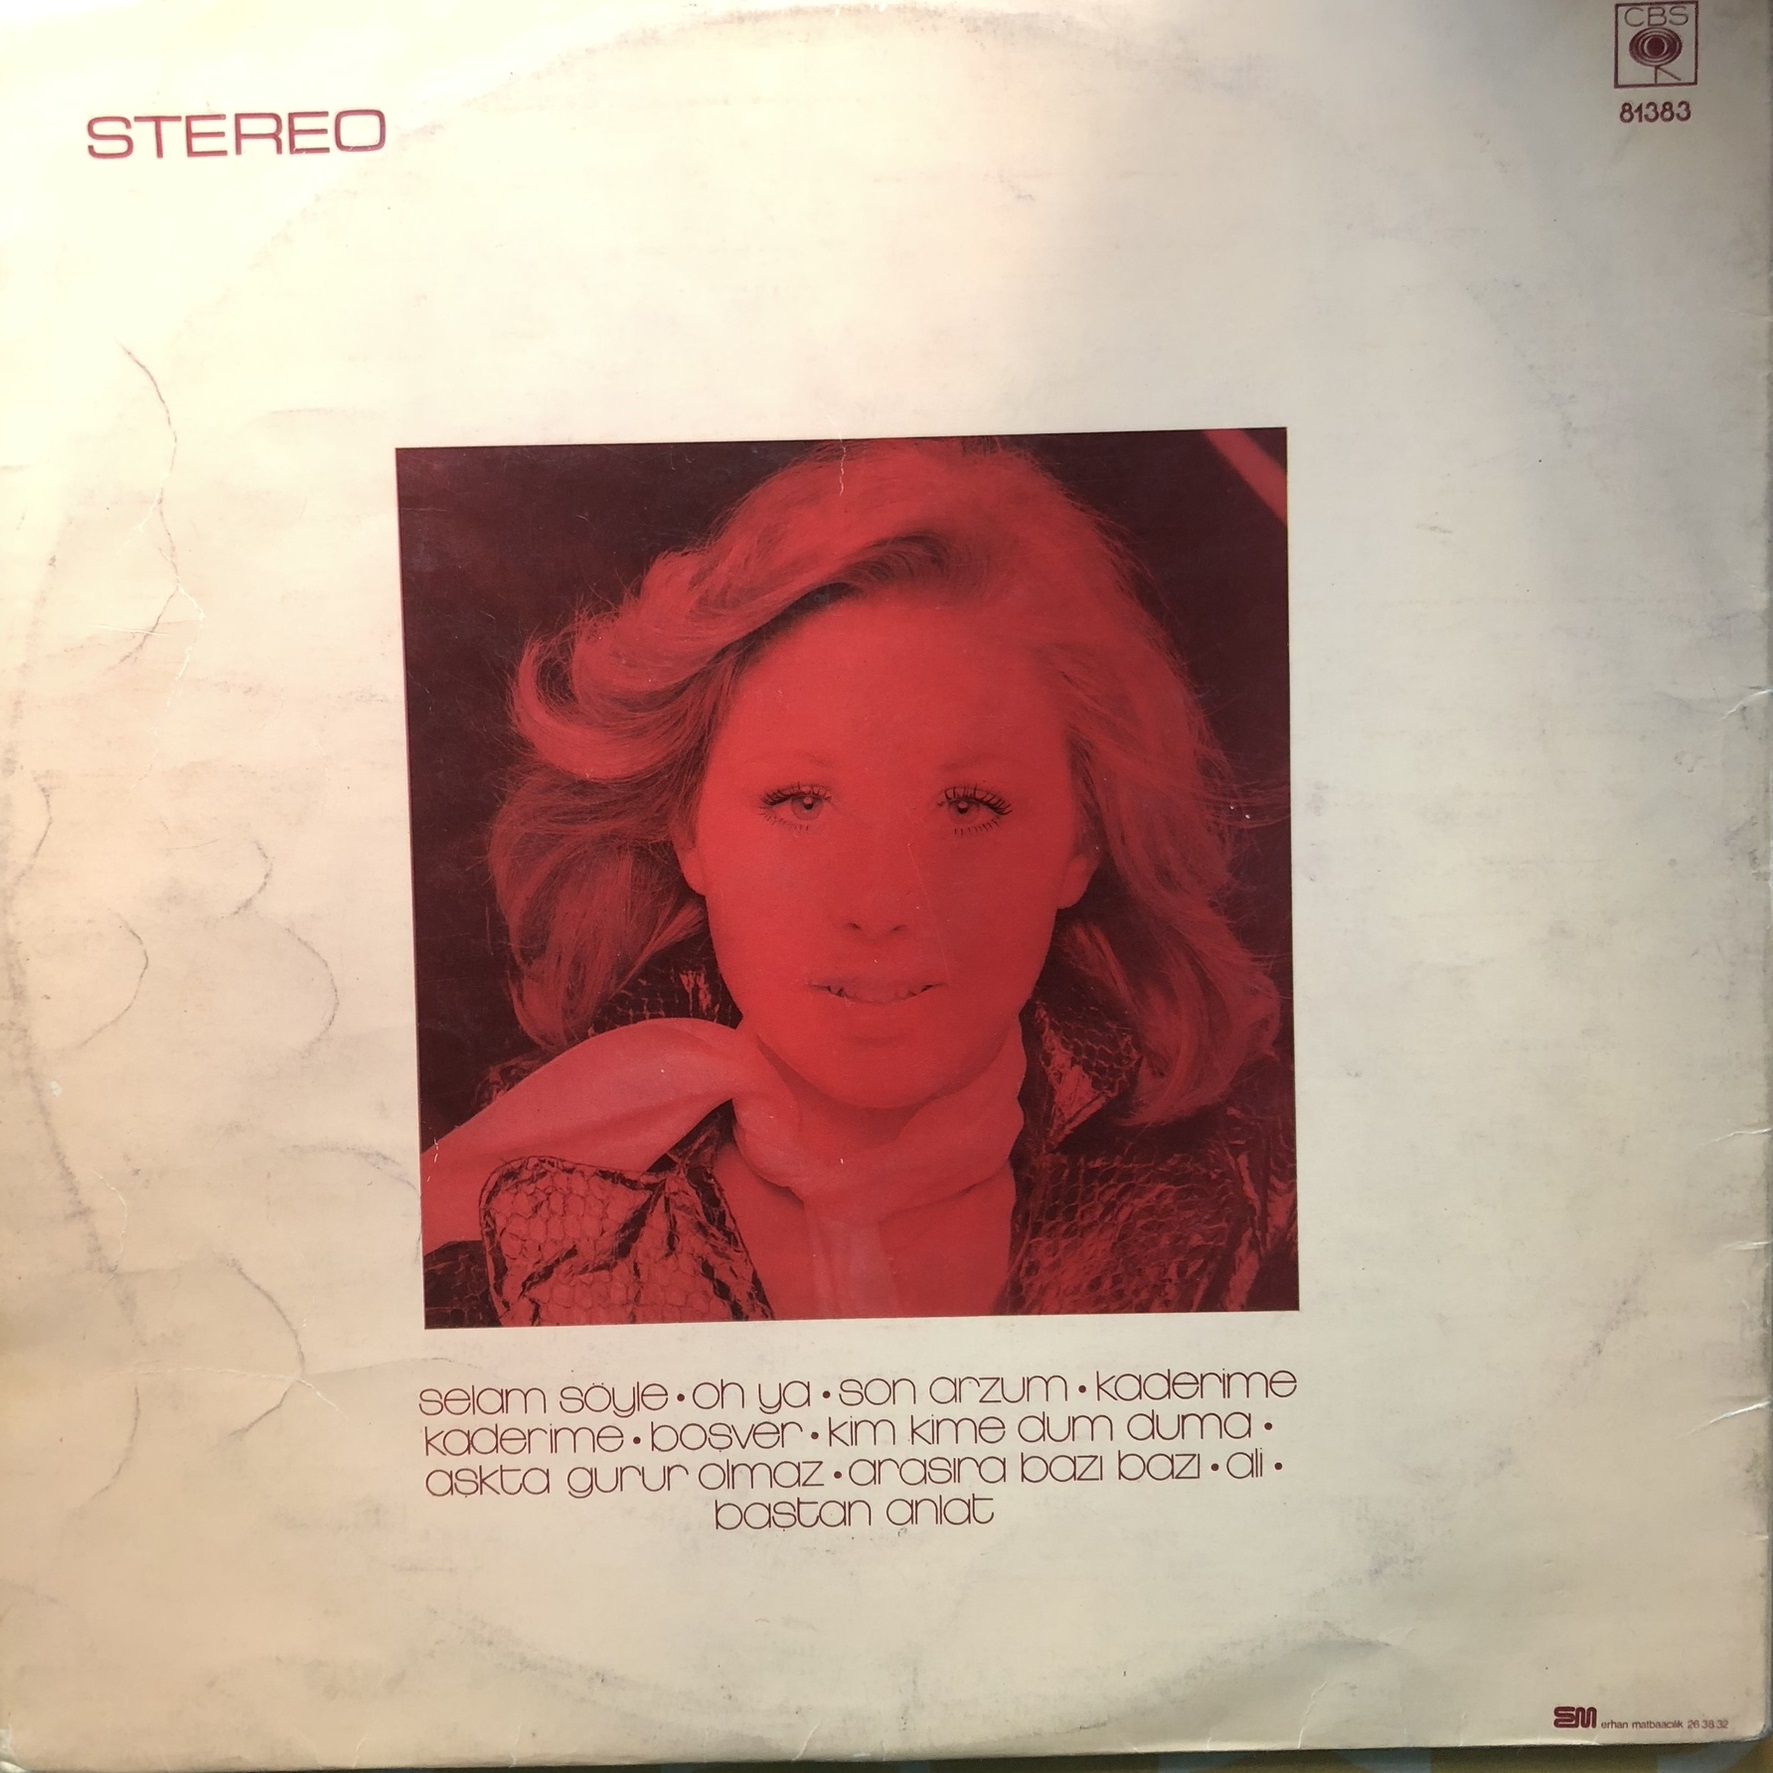 CBS
81383
STEREO
selam söyle • oh ya • son arzum • kaderime
kaderime • boşver • kim kime dum duma •
aşkta gurur olmaz • arasıra bazı bazı • ali •
baştan anlat
EM erhan matbaacılık 26 38 32